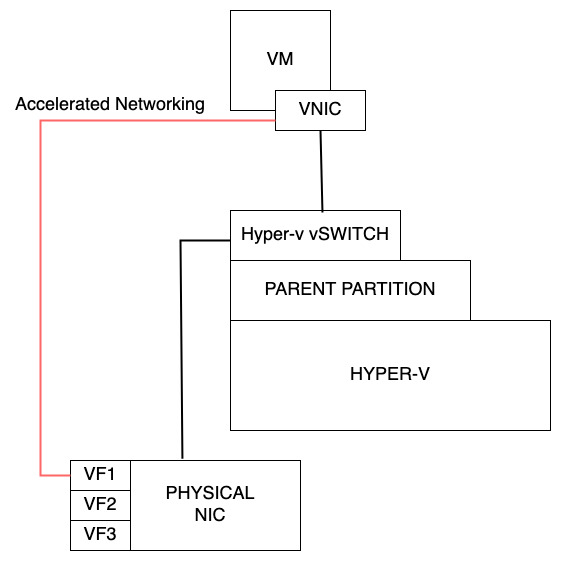 VM
Accelerated Networking
VNIC
Hyper-v vSWITCH
PARENT PARTITION
HYPER-V
VF1
VF2
VF3
PHYSICAL
NIC